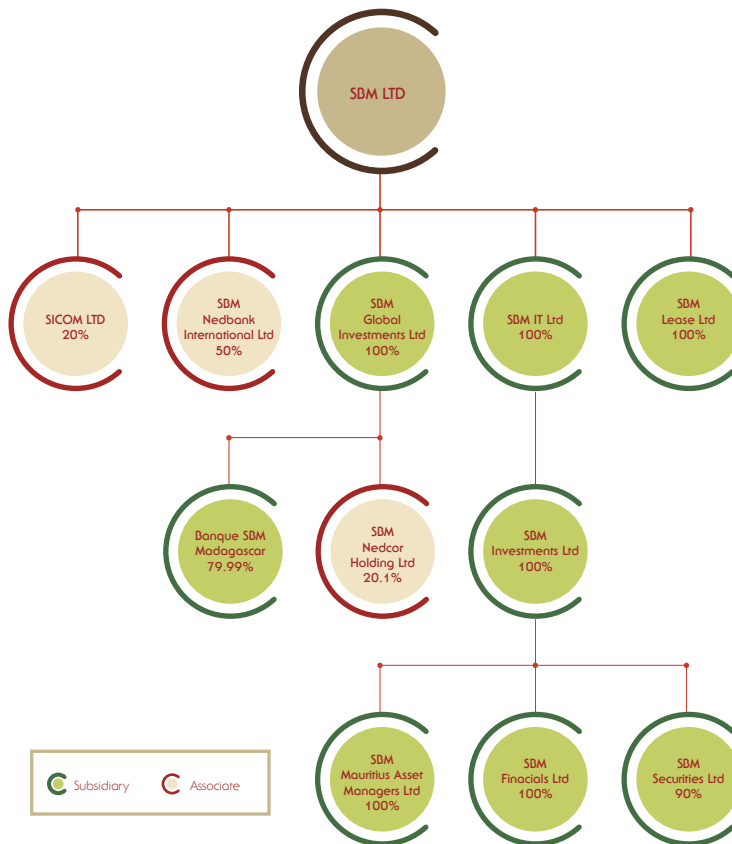 SBM LTD
SICOM LTD
20%
SBM
Nedbank
International Ltd
50%
SBM
Global
Investments Ltd
100%
SBM IT Ltd
100%
SBM
Lease Ltd
100%
Banque SBM
Madagascar
79.99%
SBM
Nedcor
Holding Ltd
20.1%
SBM
Investments Ltd
100%
SBM
Mauritius Asset
Managers Ltd
100%
SBM
Finacials Ltd
100%
SBM
Securities Ltd
90%
Subsidiary
Associate